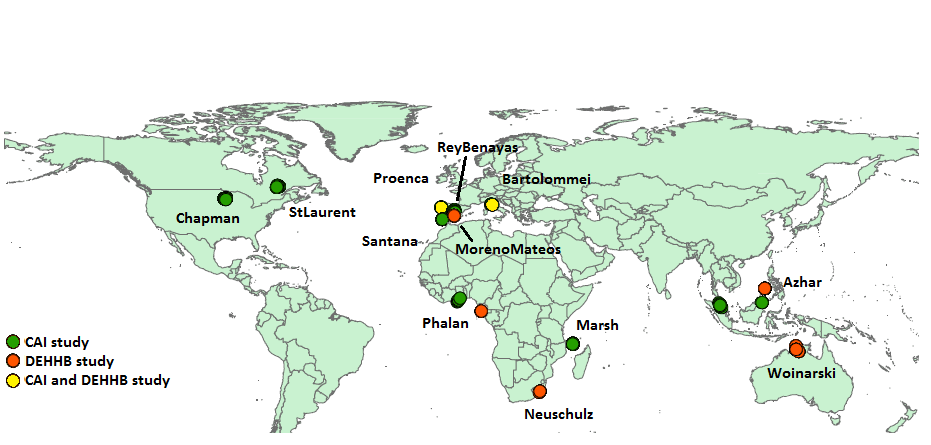 ReyBenayas
Proenca
Bartolommei
Chapman
StLaurent
Santana
MorenoMateos
Azhar
Phalan
Marsh
CAI study
DEHHB study
Woinarski
CAI and DEHHB study
Neuschulz